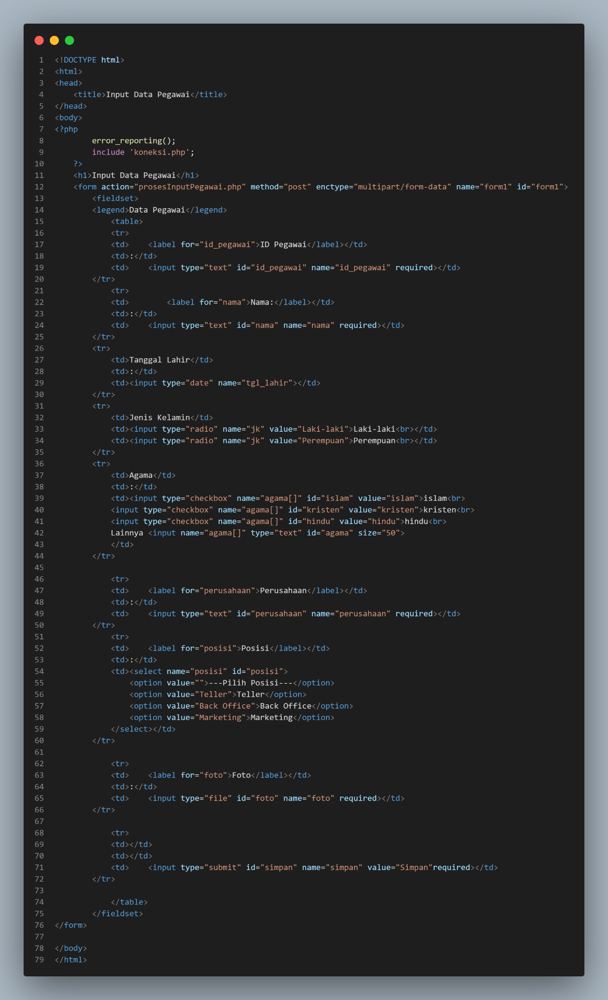 1 <!DOCTYPE html>
2 <html>
3 <head>
4     <title>Input Data Pegawai</title>
5 </head>
6 <body>
7 <?php
8         error_reporting();
9         include 'koneksi.php';
10     ?>
11     <h1>Input Data Pegawai</h1>
12     <form action="prosesInputPegawai.php" method="post" enctype="multipart/form-data" name="form1" id="form1">
13         <fieldset>
14         <legend>Data Pegawai</legend>
15             <table>
16             <tr>
17             <td>    <label for="id_pegawai">ID Pegawai</label></td>
18             <td>:</td>
19             <td>    <input type="text" id="id_pegawai" name="id_pegawai" required></td>
20         </tr>
21             <tr>
22             <td>        <label for="nama">Nama:</label></td>
23             <td>:</td>
24             <td>    <input type="text" id="nama" name="nama" required></td>
25         </tr>
26         <tr>
27             <td>Tanggal Lahir</td>
28             <td>:</td>
29             <td><input type="date" name="tgl_lahir"></td>
30         </tr>
31         <tr>
32             <td>Jenis Kelamin</td>
33             <td><input type="radio" name="jk" value="Laki-laki">Laki-laki<br></td>
34             <td><input type="radio" name="jk" value="Perempuan">Perempuan<br></td>
35         </tr>
36         <tr>
37             <td>Agama</td>
38             <td>:</td>
39             <td><input type="checkbox" name="agama[]" id="islam" value="islam">islam<br>
40             <input type="checkbox" name="agama[]" id="kristen" value="kristen">kristen<br>
41             <input type="checkbox" name="agama[]" id="hindu" value="hindu">hindu<br>
42             Lainnya <input name="agama[]" type="text" id="agama" size="50">
43             </td>
44         </tr>
45
46             <tr>
47             <td>    <label for="perusahaan">Perusahaan</label></td>
48             <td>:</td>
49             <td>    <input type="text" id="perusahaan" name="perusahaan" required></td>
50         </tr>
51             <tr>
52             <td>    <label for="posisi">Posisi</label></td>
53             <td>:</td>
54             <td><select name="posisi" id="posisi">
55                 <option value="">---Pilih Posisi---</option>
56                 <option value="Teller">Teller</option>
57                 <option value="Back Office">Back Office</option>
58                 <option value="Marketing">Marketing</option>
59             </select></td>
60         </tr>
61
62             <tr>
63             <td>    <label for="foto">Foto</label></td>
64             <td>:</td>
65             <td>    <input type="file" id="foto" name="foto" required></td>
66         </tr>
67
68             <tr>
69             <td></td>
70             <td></td>
71             <td>    <input type="submit" id="simpan" name="simpan" value="Simpan"required></td>
72         </tr>
73
74             </table>
75         </fieldset>
76 </form>
77
78 </body>
79 </html>